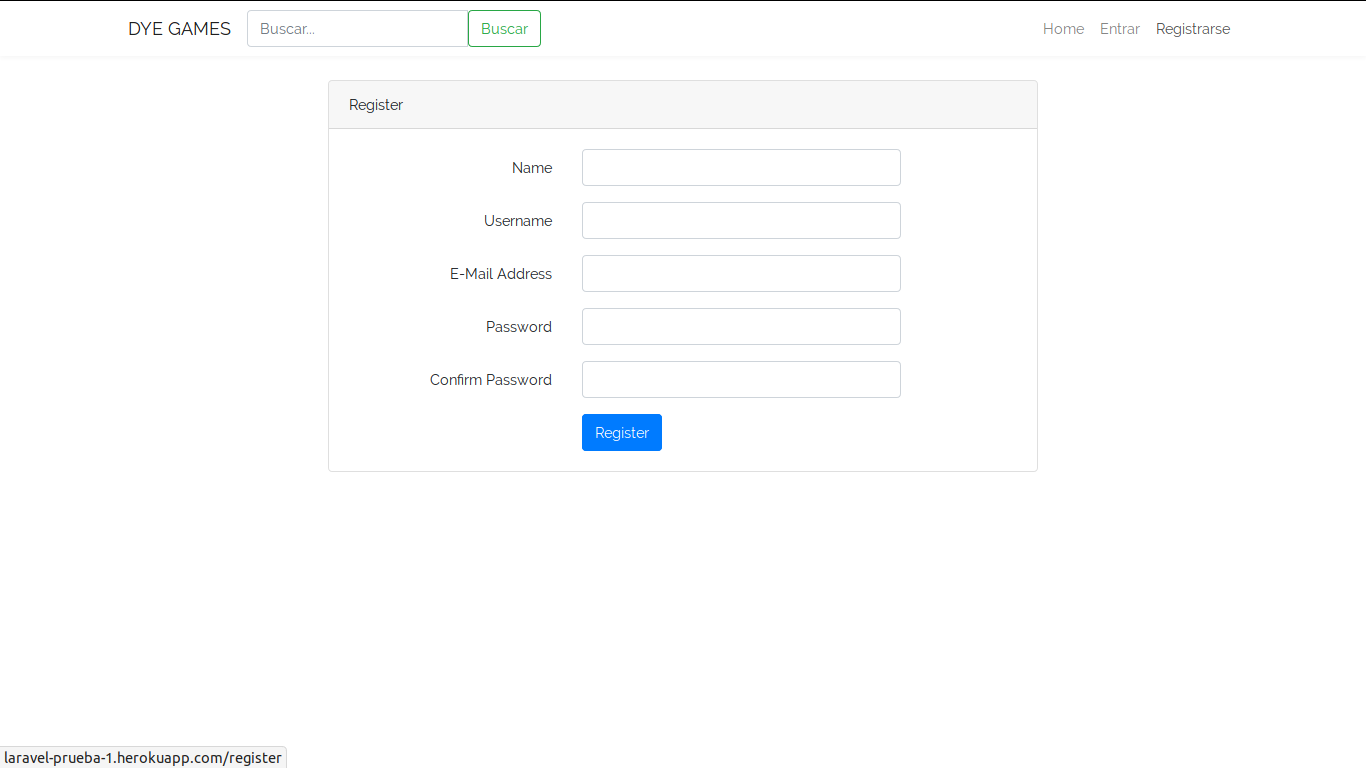 DYE GAMES Buscar... Buscar Home Entrar Registrarse
Register
Name
Username
E-Mail Address
Password
Confirm Password
Register
laravel-prueba-1.herokuapp.com/register